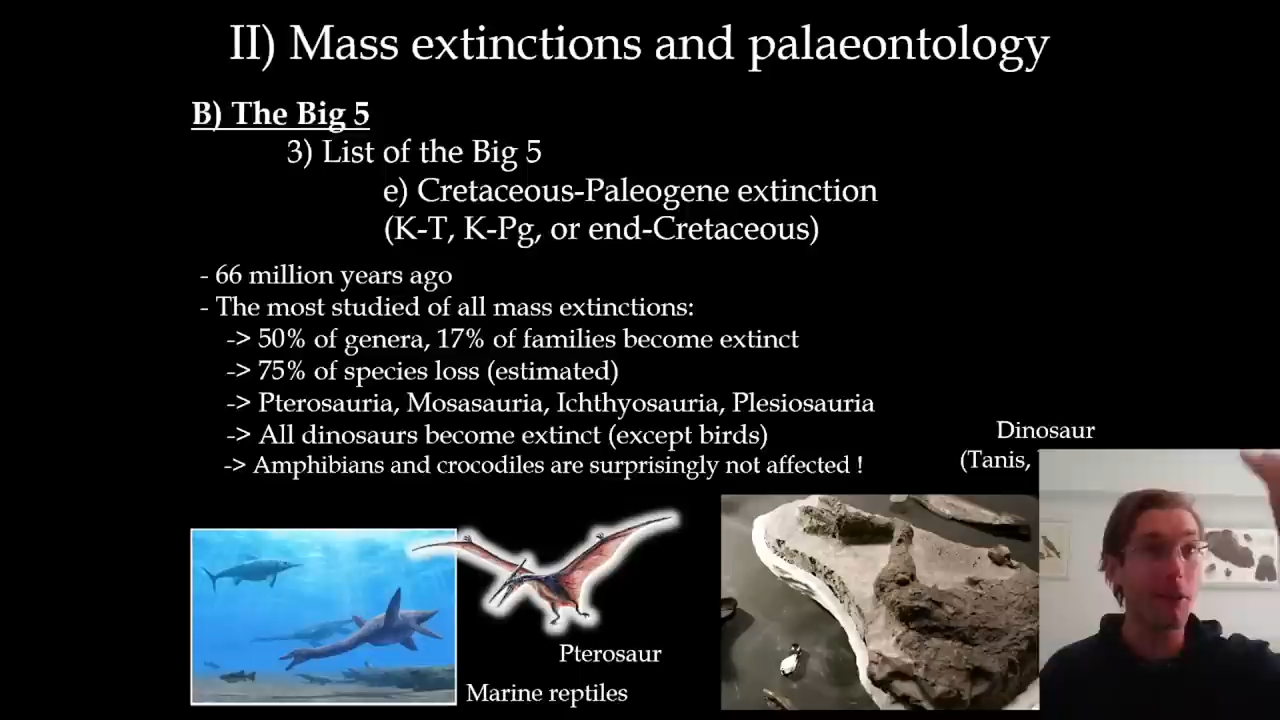 II) Mass extinctions and palaeontology
B) The Big 5
3) List of the Big 5
e) Cretaceous-Paleogene extinction
(K-T, K-Pg, or end-Cretaceous)
- 66 million years ago
- The most studied of all mass extinctions:
-> 50% of genera, 17% of families become extinct
-> 75% of species loss (estimated)
-> Pterosauria, Mosasauria, Ichthyosauria, Plesiosauria
-> All dinosaurs become extinct (except birds)
-> Amphibians and crocodiles are surprisingly not affected !
Dinosaur
(Tanis,
Pterosaur
Marine reptiles